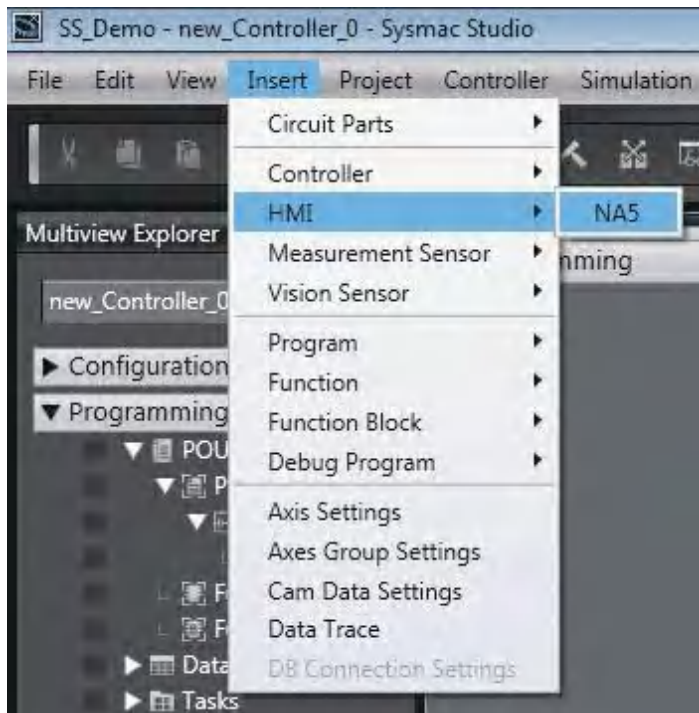 SS_Demo - new_Controller_0 - Sysmac Studio
File Edit View Insert Project Controller Simulation
Circuit Parts
Controller
HMI
NA5
Measurement Sensor
Vision Sensor
Program
Function
Function Block
Debug Program
Axis Settings
Axes Group Settings
Cam Data Settings
Data Trace
DB Connection Settings
Multiview Explorer
new_Controller_0
Configuration
Programming
POU
Data
Tasks